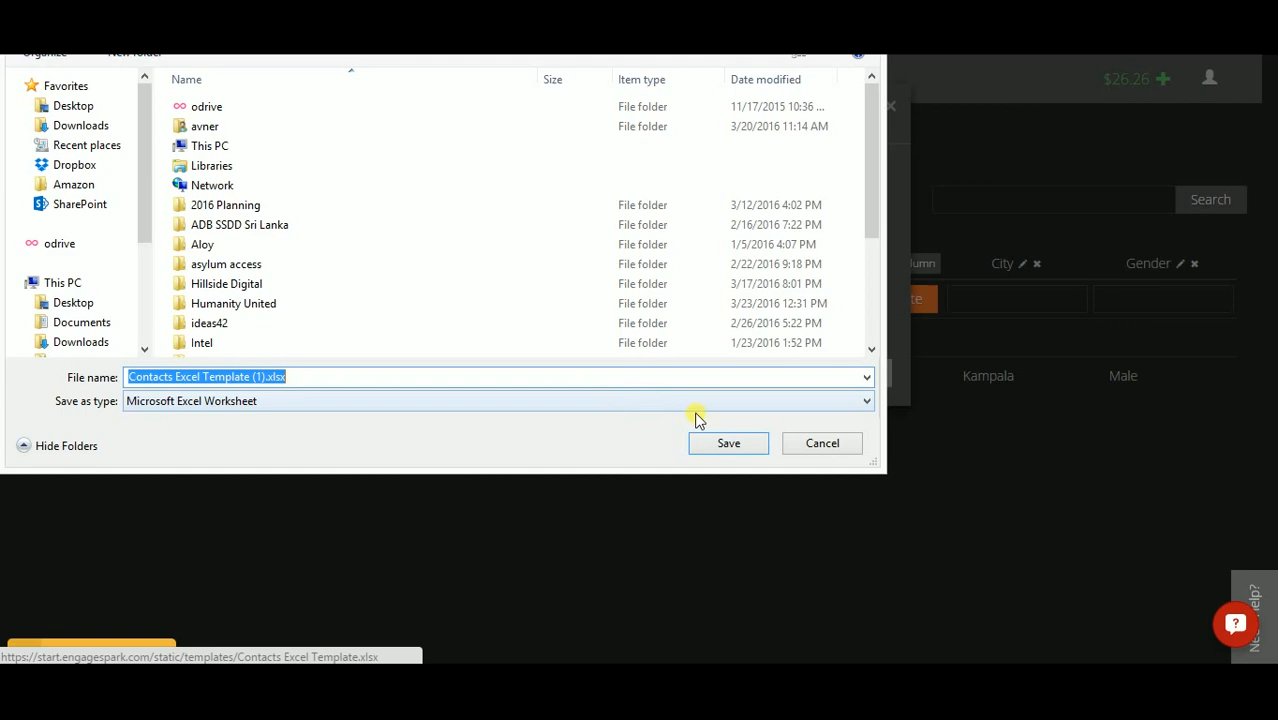 Organize New folder
$26.26
Name Size Item type Date modified
Favorites
Desktop
Downloads
Recent places
Dropbox
Amazon
SharePoint
odrive
This PC
Desktop
Documents
Downloads
odrive File folder 11/17/2015 10:36 ...
avner File folder 3/20/2016 11:14 AM
This PC
Libraries
Network
2016 Planning File folder 3/12/2016 4:02 PM
ADB SSDD Sri Lanka File folder 2/16/2016 7:22 PM
Aloy File folder 1/5/2016 4:07 PM
asylum access File folder 2/22/2016 9:18 PM
Hillside Digital File folder 3/17/2016 8:01 PM
Humanity United File folder 3/23/2016 12:31 PM
ideas42 File folder 2/26/2016 5:22 PM
Intel File folder 1/23/2016 1:52 PM
Search
lumn City Gender
te
Kampala Male
File name: Contacts Excel Template (1).xlsx
Save as type: Microsoft Excel Worksheet
Hide Folders Save Cancel
Need help?
https://start.engagespark.com/static/templates/Contacts Excel Template.xlsx